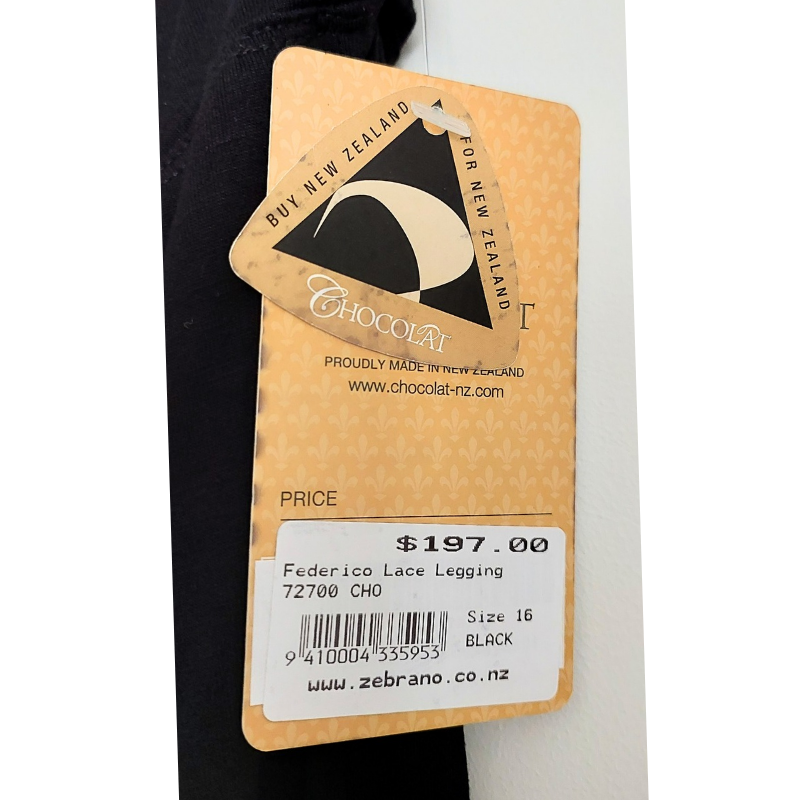 BUY NEW ZEALAND
FOR NEW ZEALAND
CHOCOLAT
T
PROUDLY MADE IN NEW ZEALAND
www.chocolat-nz.com
PRICE
$197.00
Federico Lace Legging
72700 CHO
Size 16
BLACK
9 410004 335953
www.zebrano.co.nz